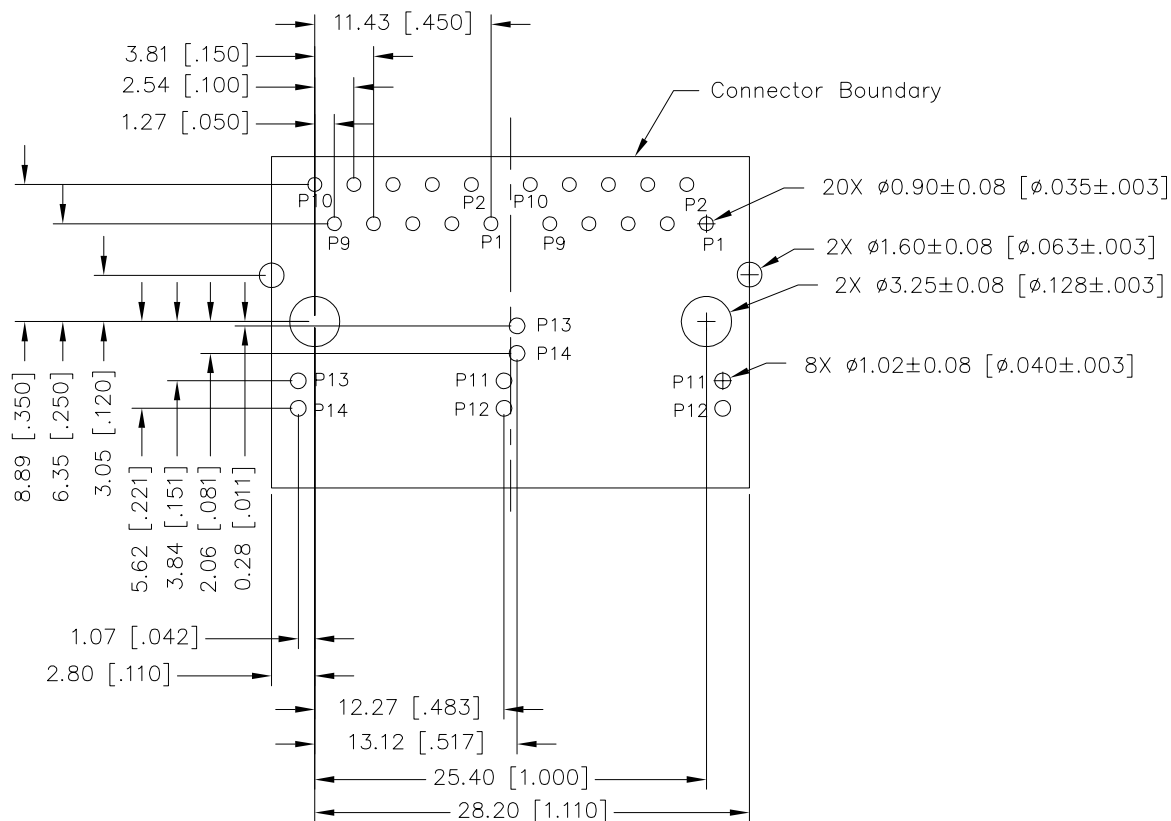 11.43 [.450]
3.81 [.150]
2.54 [.100]
1.27 [.050]
Connector Boundary
P10
P2
P10
P2
20X ø0.90±0.08 [ø.035±.003]
P9
P1
P9
P1
2X ø1.60±0.08 [ø.063±.003]
2X ø3.25±0.08 [ø.128±.003]
P13
P14
8X ø1.02±0.08 [ø.040±.003]
P13
P11
P11
P14
P12
P12
8.89 [.350]
6.35 [.250]
3.05 [.120]
5.62 [.221]
3.84 [.151]
2.06 [.081]
0.28 [.011]
1.07 [.042]
2.80 [.110]
12.27 [.483]
13.12 [.517]
25.40 [1.000]
28.20 [1.110]